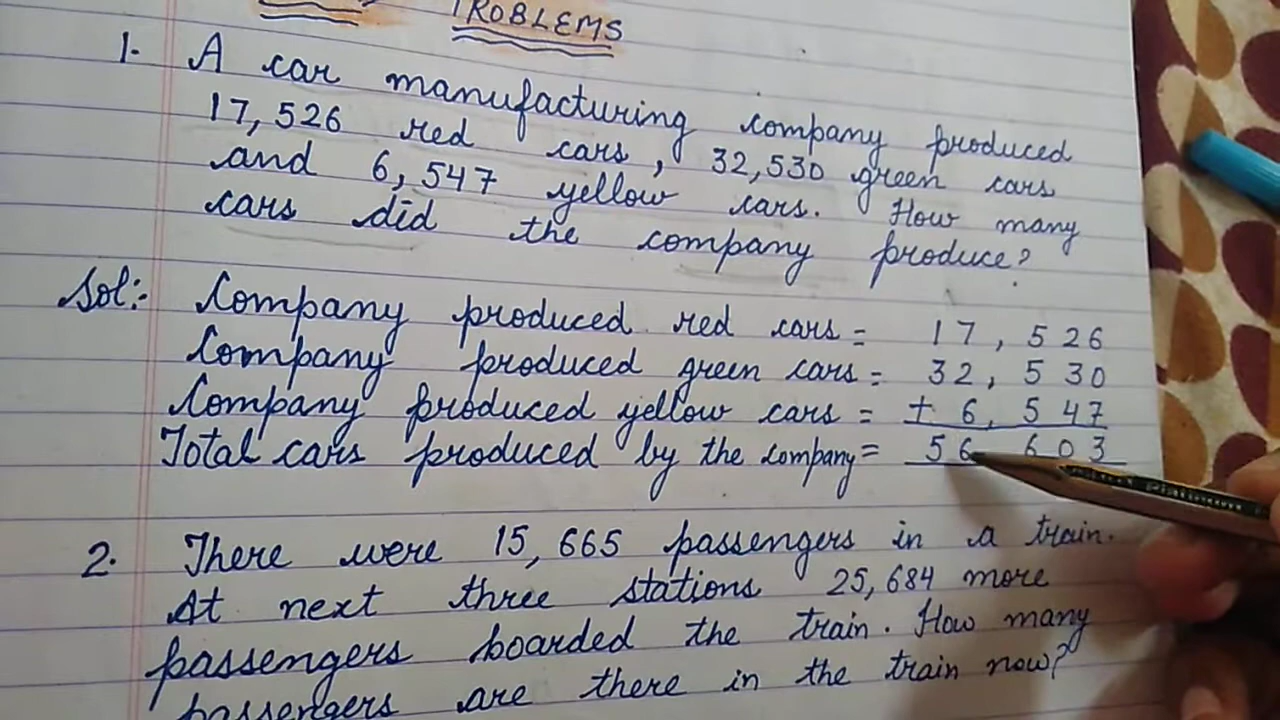 PROBLEMS
1. A car manufacturing company produced
17,526 red cars, 32,530 green cars
and 6,547 yellow cars. How many
cars did the company produce?
Sol:- Company produced red cars = 17,526
Company produced green cars = 32,530
Company produced yellow cars = + 6,547
Total cars produced by the company = 56 603
2. There were 15,665 passengers in a train.
At next three stations 25,684 more
passengers boarded the train. How many
passengers are there in the train now?